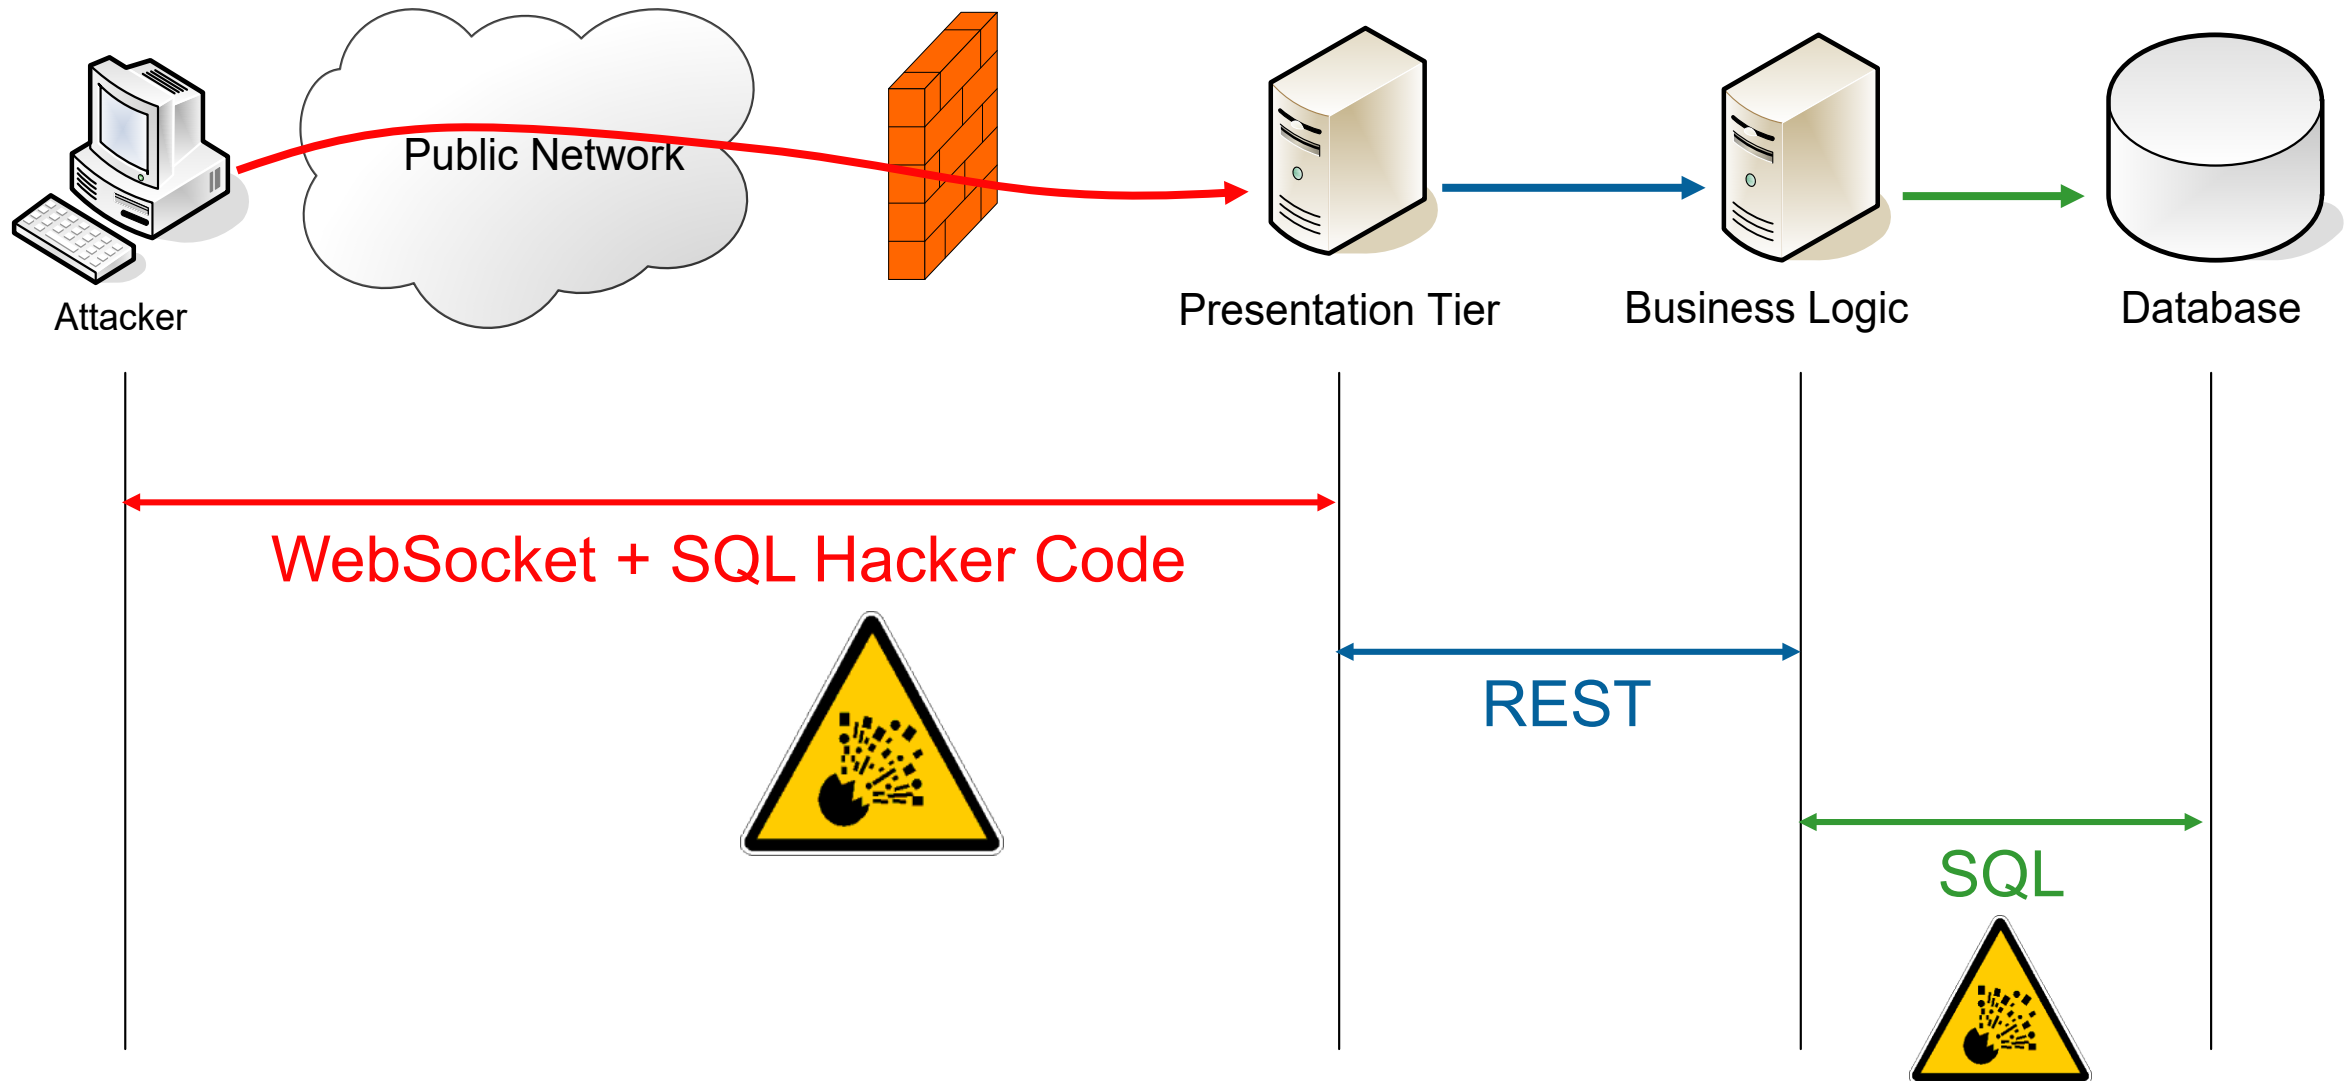 Public Network
Attacker
Presentation Tier
Business Logic
Database
WebSocket + SQL Hacker Code
REST
SQL